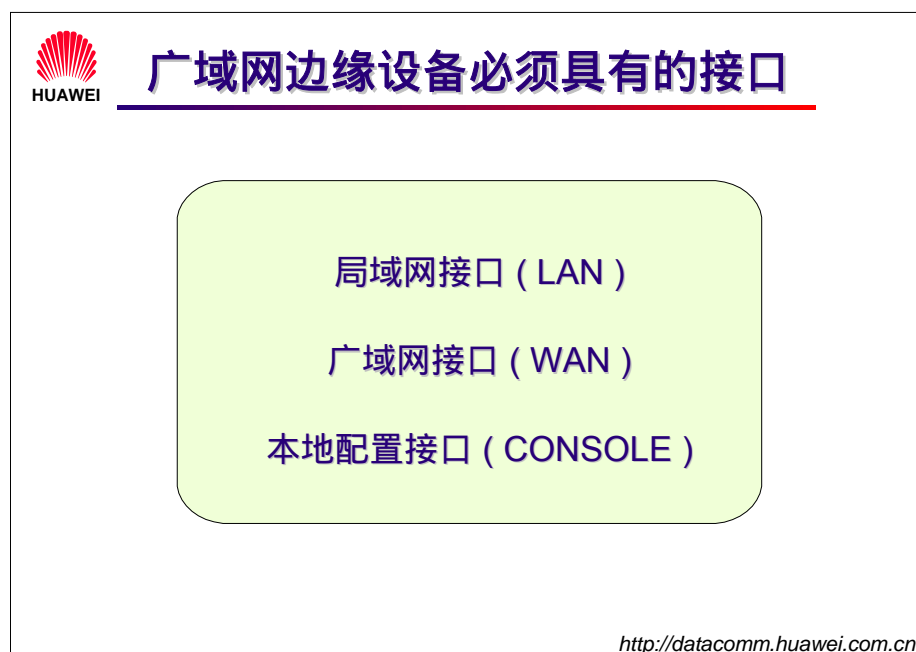 HUAWEI
广域网边缘设备必须具有的接口
局域网接口（LAN）
广域网接口（WAN）
本地配置接口（CONSOLE）
http://datacomm.huawei.com.cn